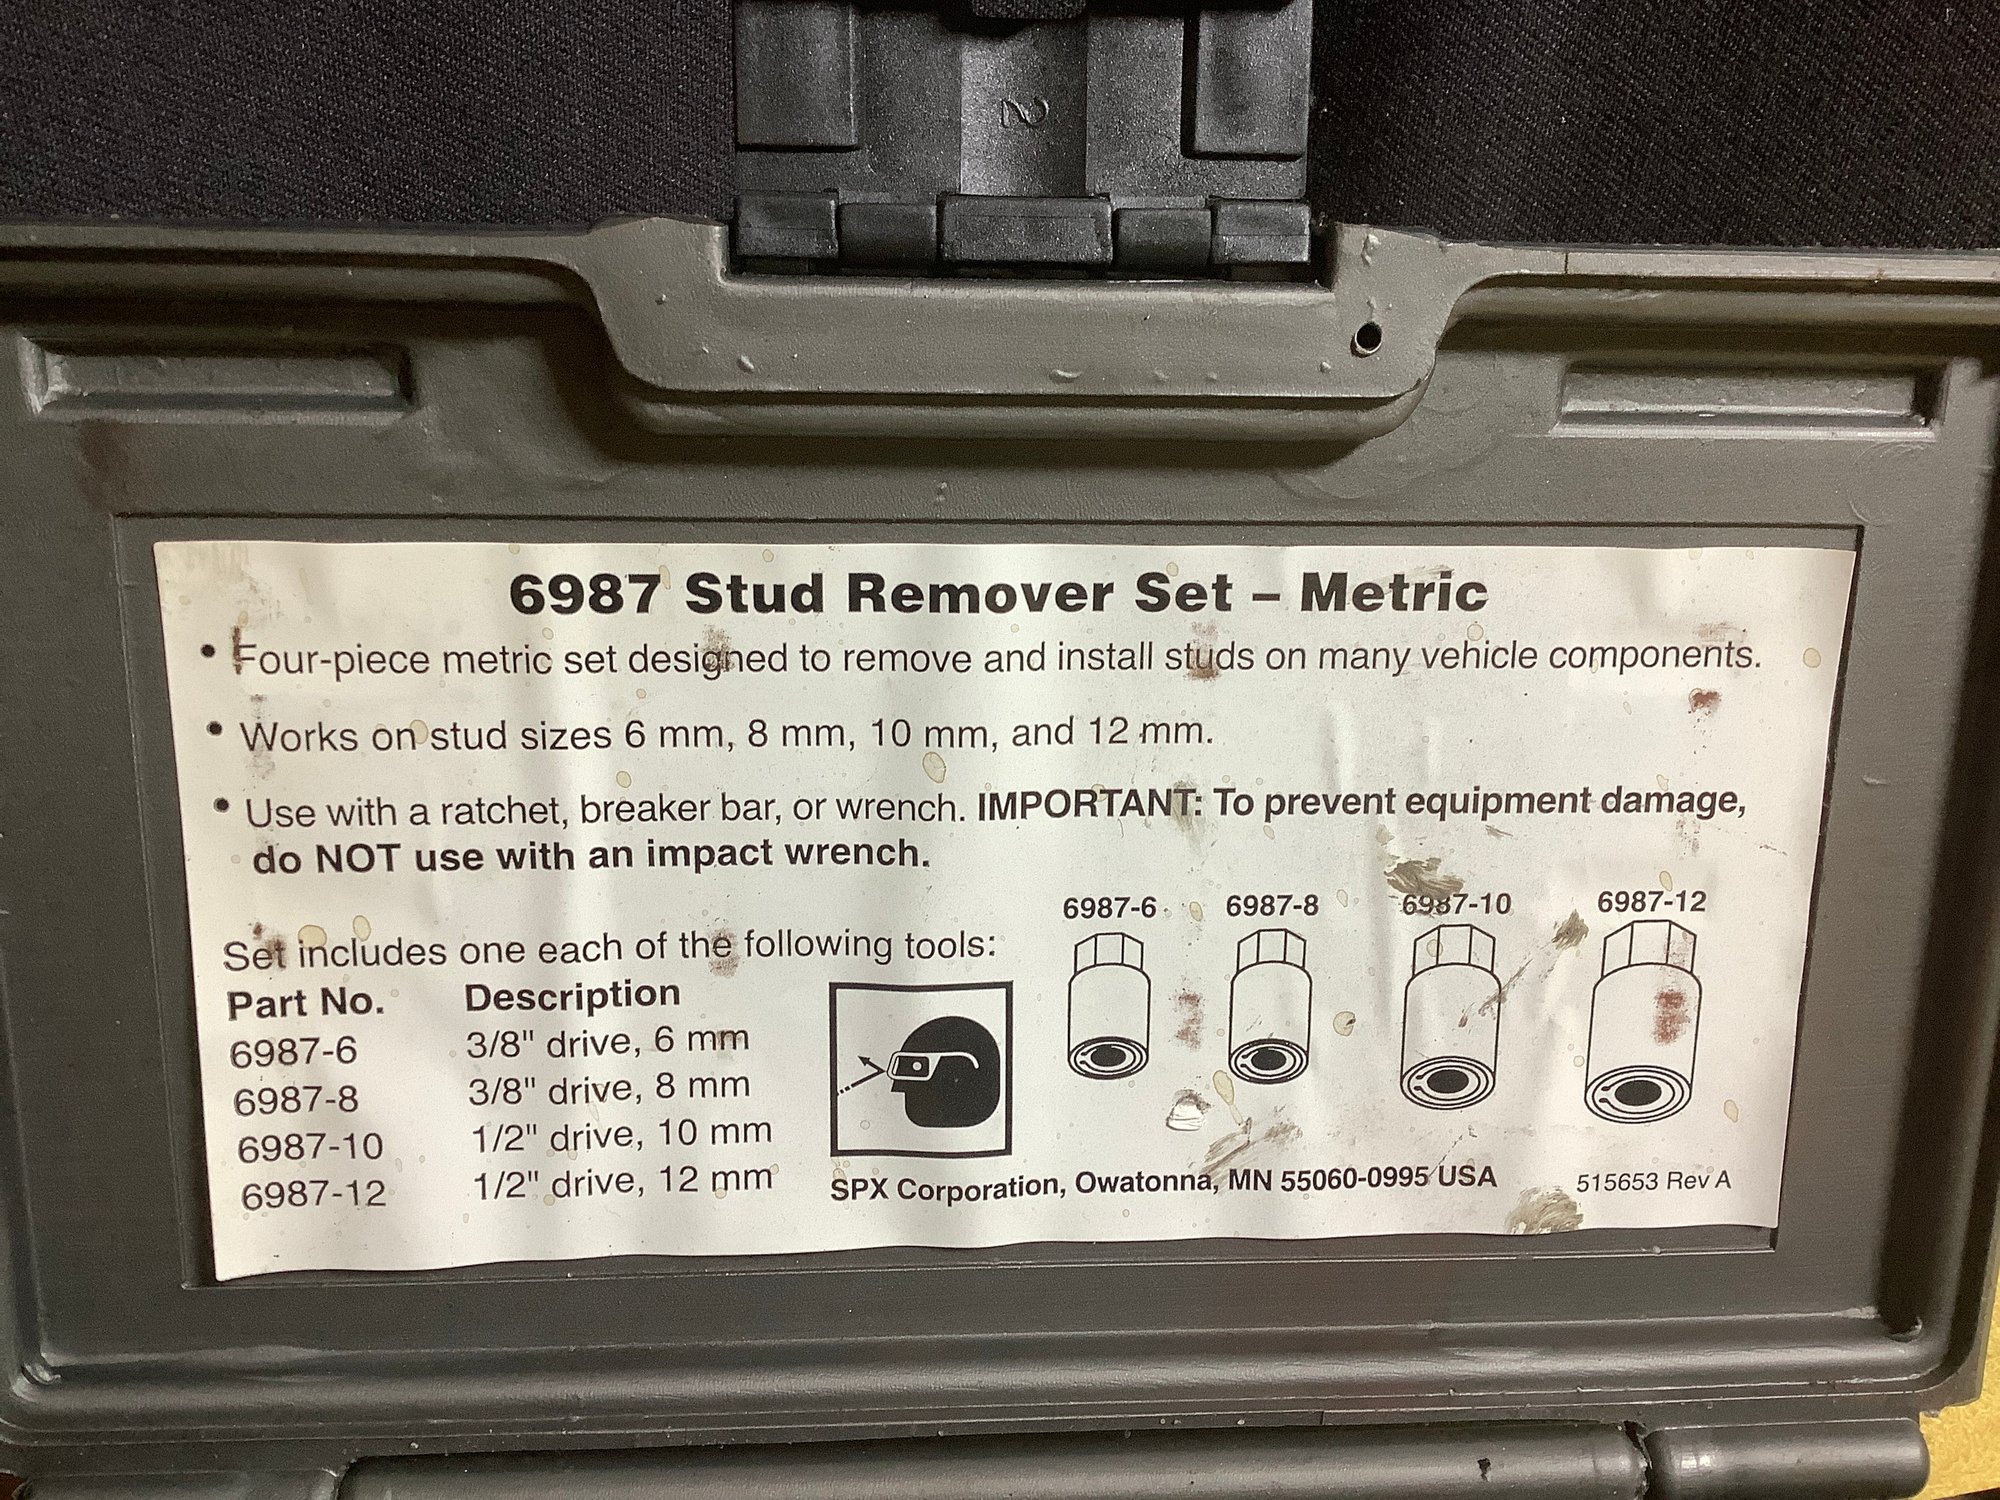 2
6987 Stud Remover Set – Metric
• Four-piece metric set designed to remove and install studs on many vehicle components.
• Works on stud sizes 6 mm, 8 mm, 10 mm, and 12 mm.
• Use with a ratchet, breaker bar, or wrench. IMPORTANT: To prevent equipment damage,
do NOT use with an impact wrench.
6987-6 6987-8 6987-10 6987-12
Set includes one each of the following tools:
Part No. Description
6987-6 3/8" drive, 6 mm
6987-8 3/8" drive, 8 mm
6987-10 1/2" drive, 10 mm
6987-12 1/2" drive, 12 mm
SPX Corporation, Owatonna, MN 55060-0995 USA
515653 Rev A